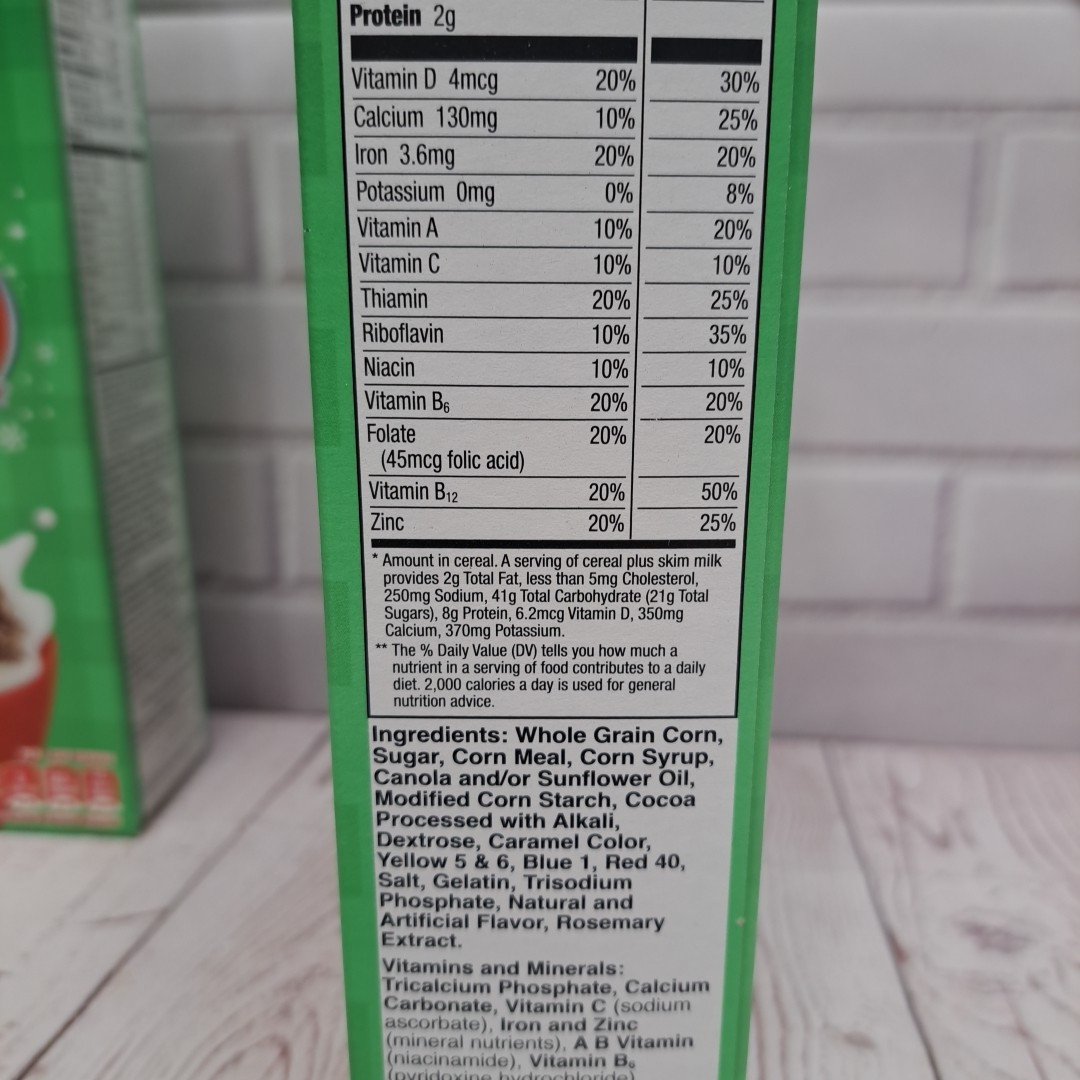 Protein 2g
Vitamin D 4mcg 20% 30%
Calcium 130mg 10% 25%
Iron 3.6mg 20% 20%
Potassium 0mg 0% 8%
Vitamin A 10% 20%
Vitamin C 10% 10%
Thiamin 20% 25%
Riboflavin 10% 35%
Niacin 10% 10%
Vitamin B6 20% 20%
Folate 20% 20%
(45mcg folic acid)
Vitamin B12 20% 50%
Zinc 20% 25%
* Amount in cereal. A serving of cereal plus skim milk
provides 2g Total Fat, less than 5mg Cholesterol,
250mg Sodium, 41g Total Carbohydrate (21g Total
Sugars), 8g Protein, 6.2mcg Vitamin D, 350mg
Calcium, 370mg Potassium.
** The % Daily Value (DV) tells you how much a
nutrient in a serving of food contributes to a daily
diet. 2,000 calories a day is used for general
nutrition advice.
Ingredients: Whole Grain Corn,
Sugar, Corn Meal, Corn Syrup,
Canola and/or Sunflower Oil,
Modified Corn Starch, Cocoa
Processed with Alkali,
Dextrose, Caramel Color,
Yellow 5 & 6, Blue 1, Red 40,
Salt, Gelatin, Trisodium
Phosphate, Natural and
Artificial Flavor, Rosemary
Extract.
Vitamins and Minerals:
Tricalcium Phosphate, Calcium
Carbonate, Vitamin C (sodium
ascorbate), Iron and Zinc
(mineral nutrients), A B Vitamin
(niacinamide), Vitamin B6
(pyridoxine hydrochloride)